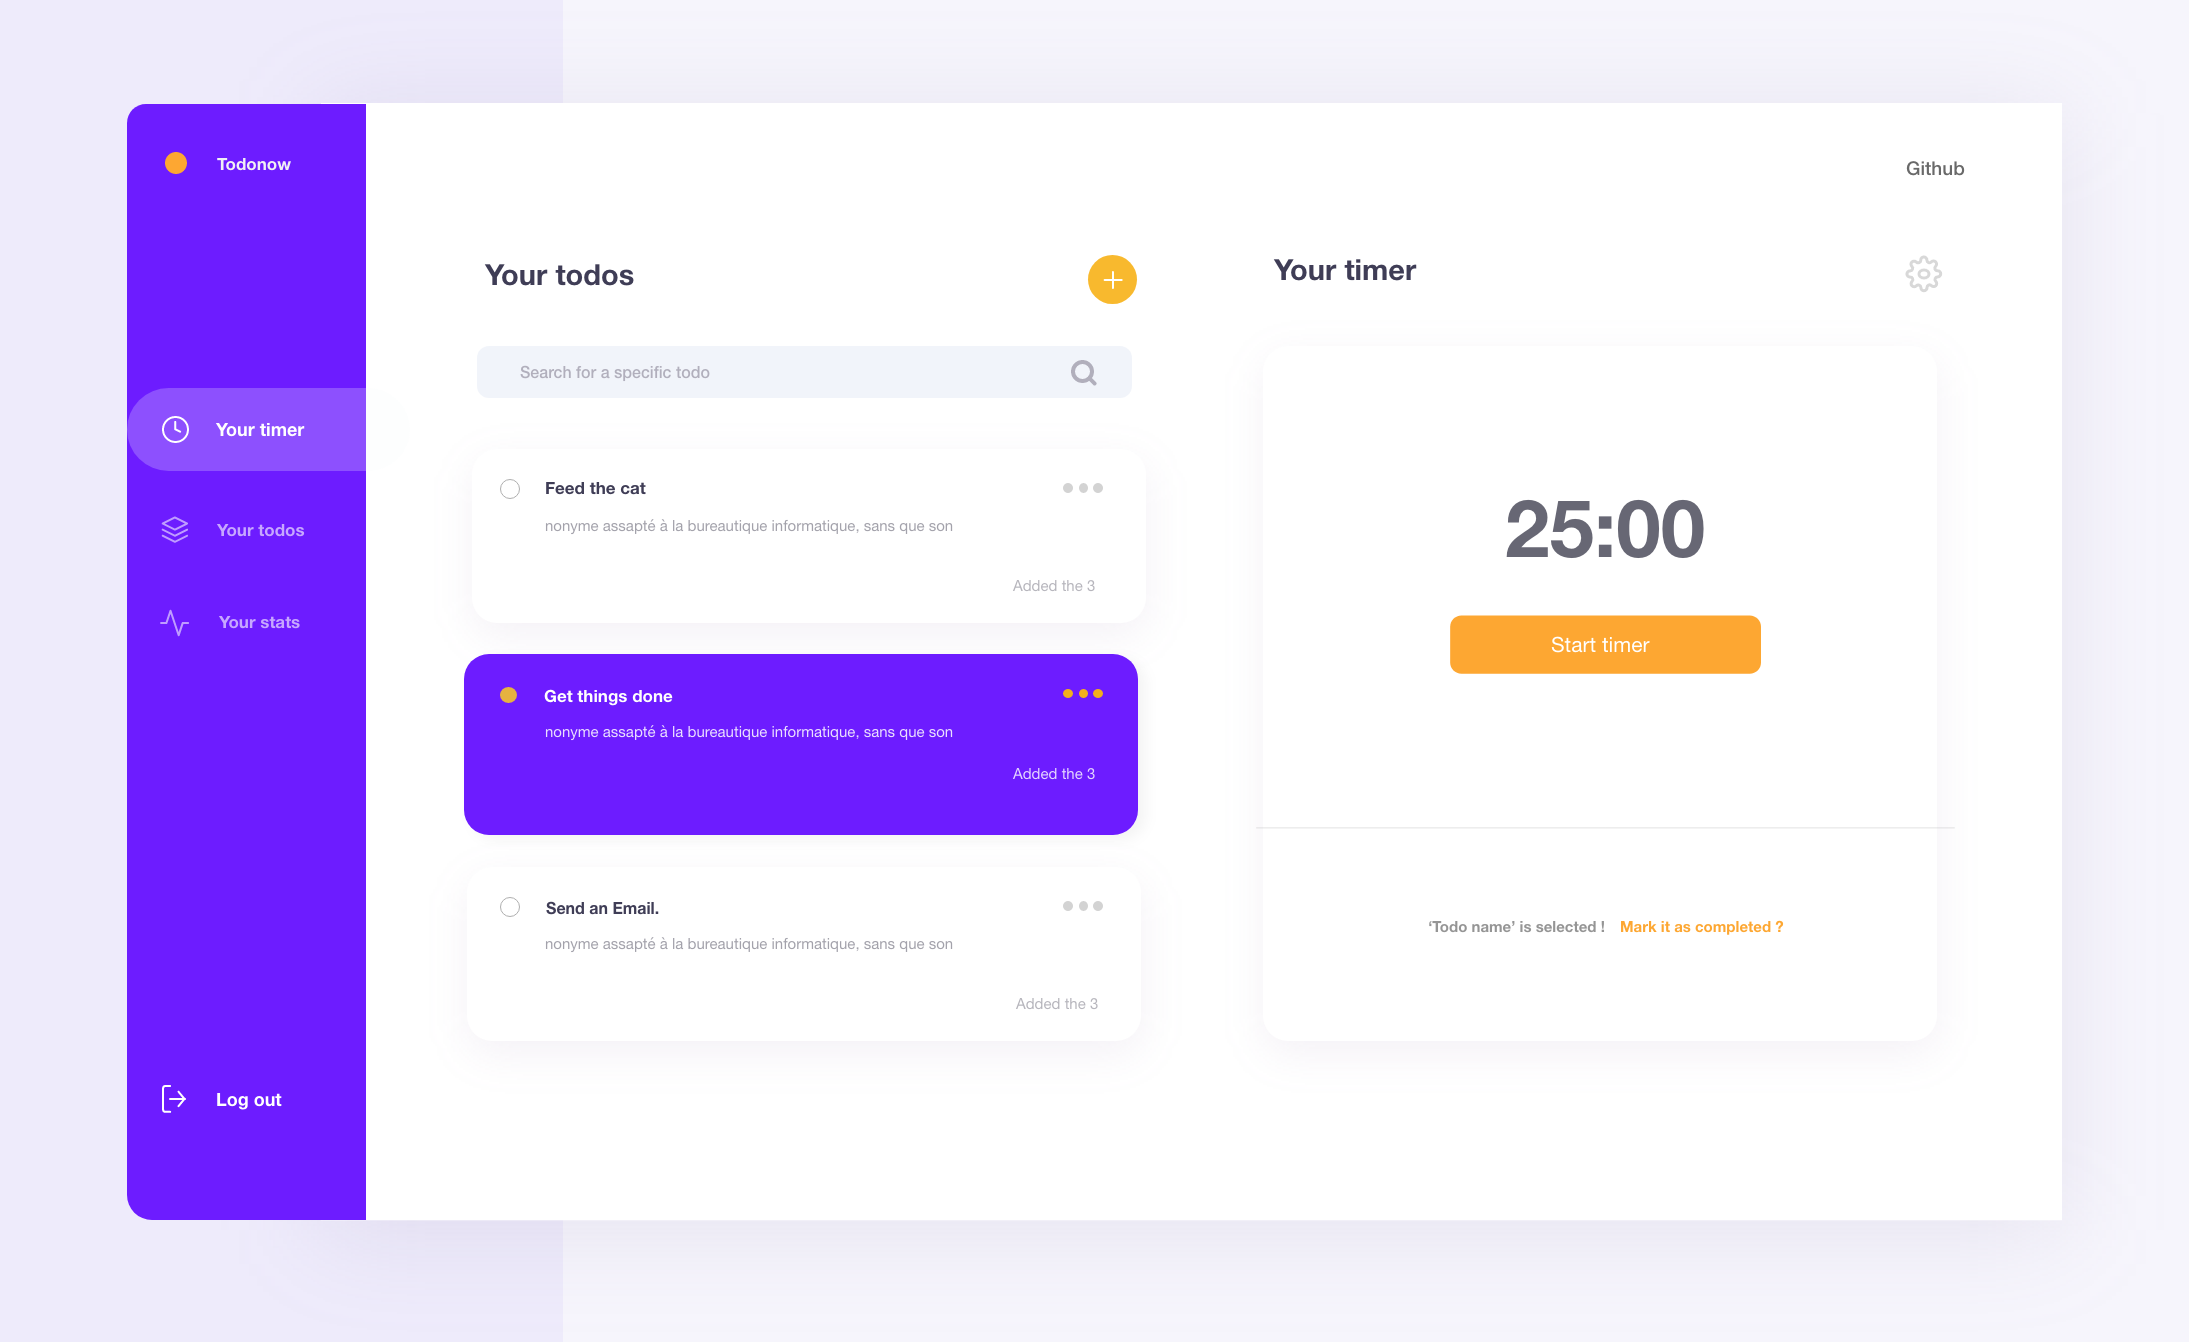 Todonow
Your timer
Your todos
Your stats
Log out
Github
Your todos
Search for a specific todo
Feed the cat
nonyme assapté à la bureautique informatique, sans que son
Added the 3
Get things done
nonyme assapté à la bureautique informatique, sans que son
Added the 3
Send an Email.
nonyme assapté à la bureautique informatique, sans que son
Added the 3
Your timer
25:00
Start timer
‘Todo name’ is selected ! Mark it as completed ?